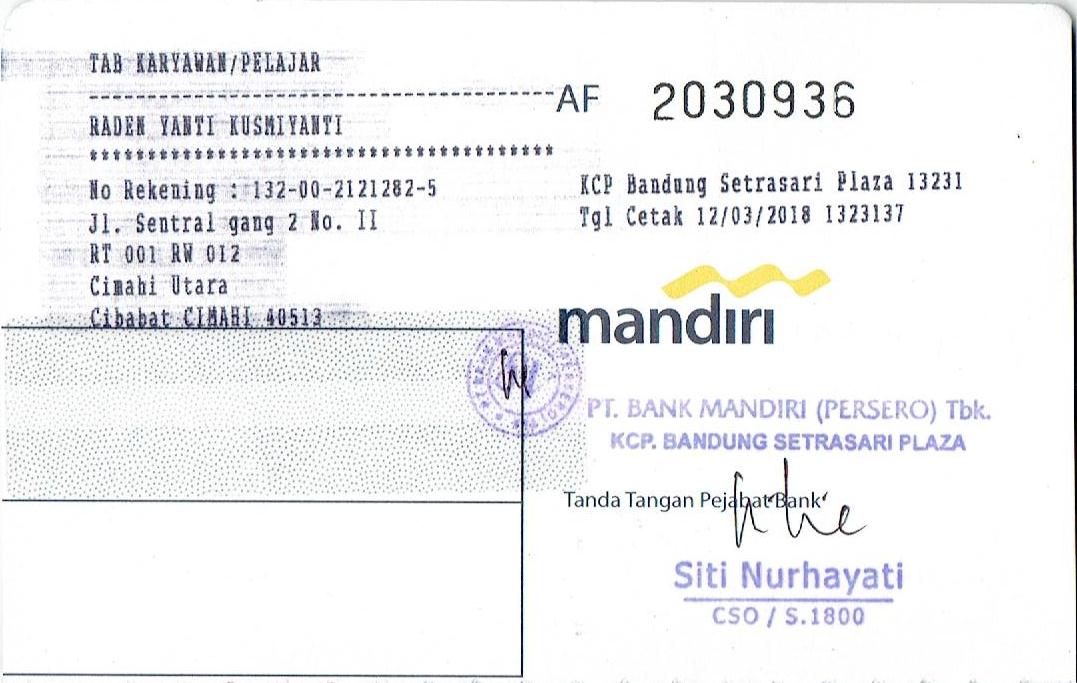 TAB KARYAWAN/PELAJAR
----------------------------------------
AF 2030936
RADEN YANTI KUSMIYANTI
****************************************
No Rekening : 132-00-2121282-5
Jl. Sentral gang 2 No. II
RT 001 RW 012
Cimahi Utara
Cibabat CIMAHI 40513
KCP Bandung Setrasari Plaza 13231
Tgl Cetak 12/03/2018 1323137
mandiri
PT. BANK MANDIRI (PERSERO) Tbk.
KCP. BANDUNG SETRASARI PLAZA
Tanda Tangan Pejabat Bank
Siti Nurhayati
CSO / S.1800